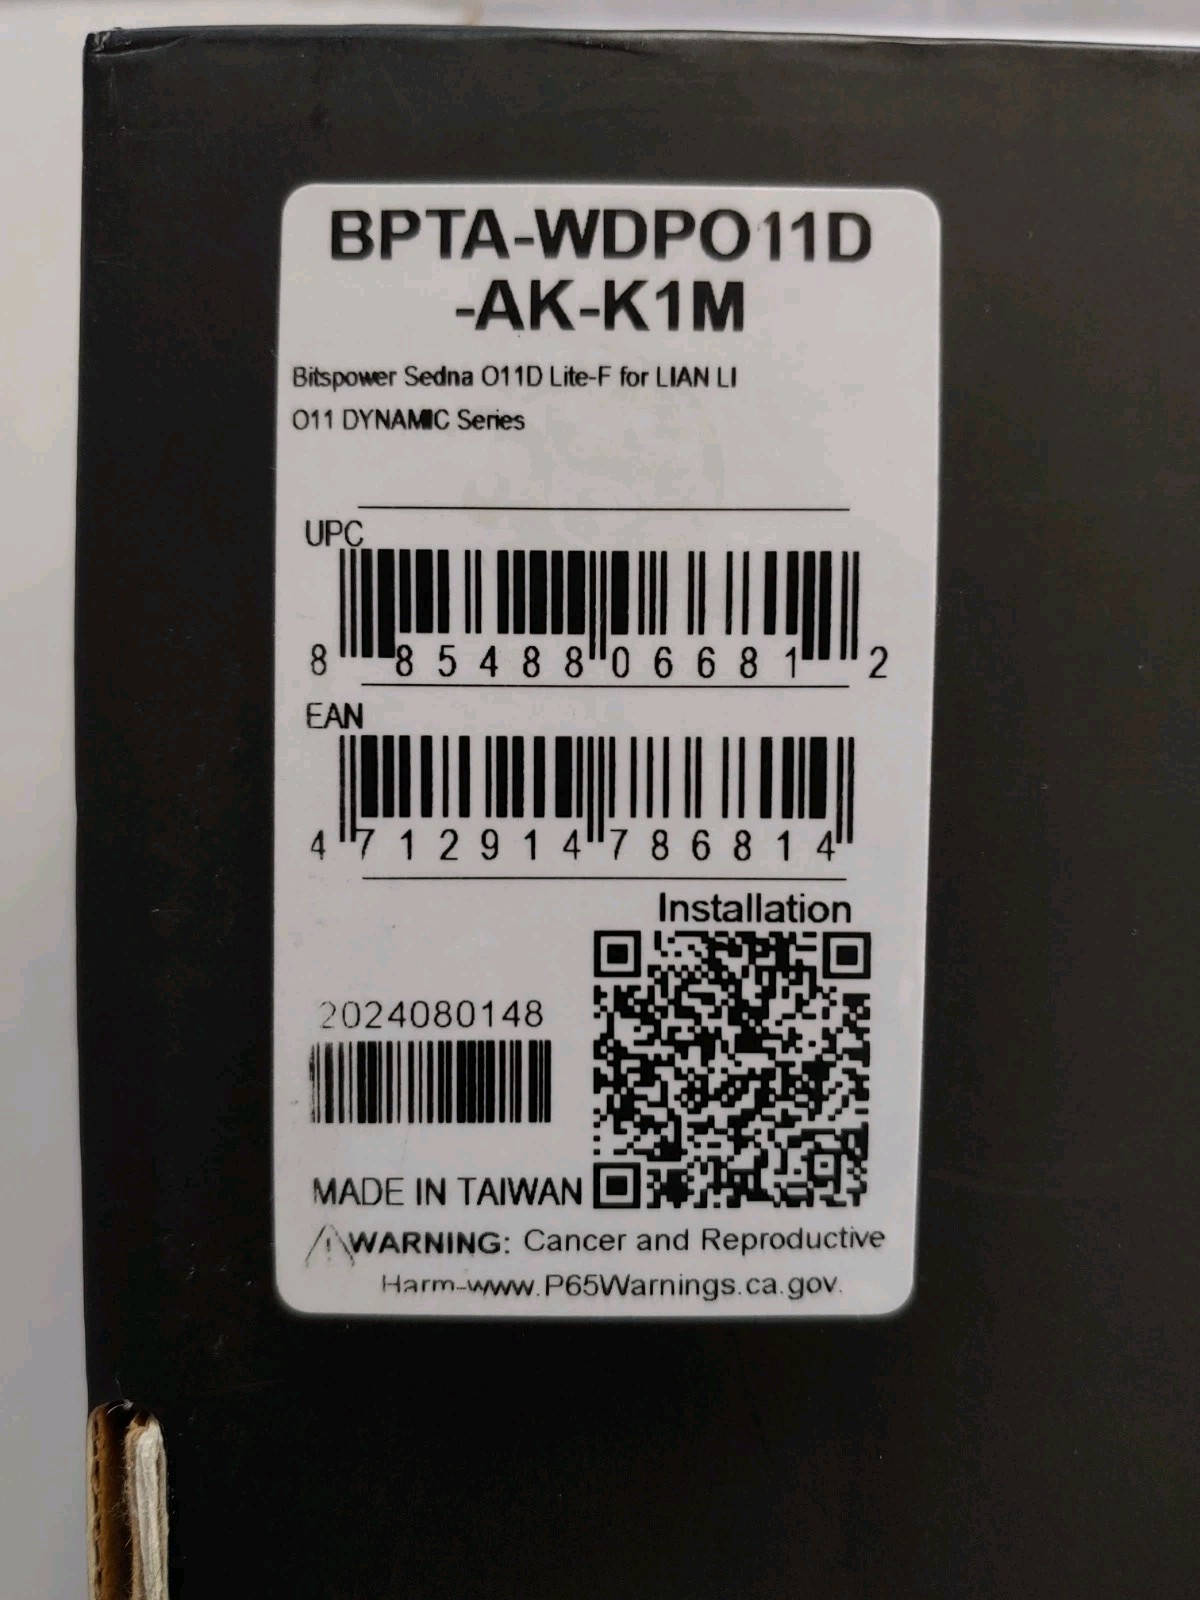 BPTA-WDPO11D
-AK-K1M
Bitspower Sedna O11D Lite-F for LIAN LI
O11 DYNAMIC Series
UPC
8 85488 06681 2
EAN
4 712914 786814
Installation
2024080148
MADE IN TAIWAN
WARNING: Cancer and Reproductive
Harm-www.P65Warnings.ca.gov.